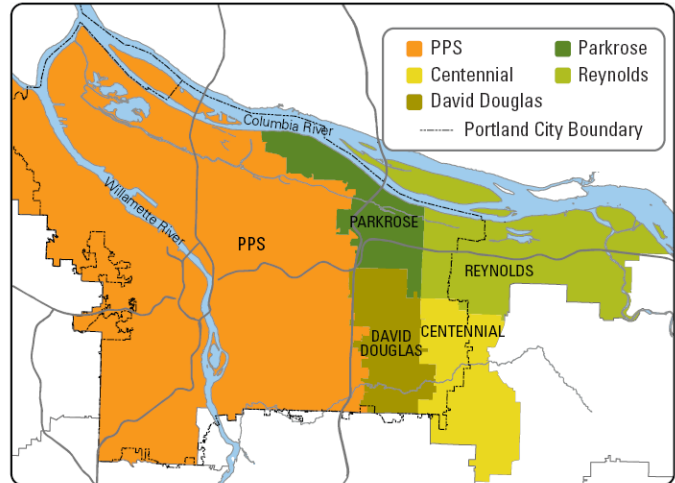 PPS
Parkrose
Centennial
Reynolds
David Douglas
Portland City Boundary
Columbia River
Willamette River
PARKROSE
PPS
REYNOLDS
DAVID
DOUGLAS
CENTENNIAL